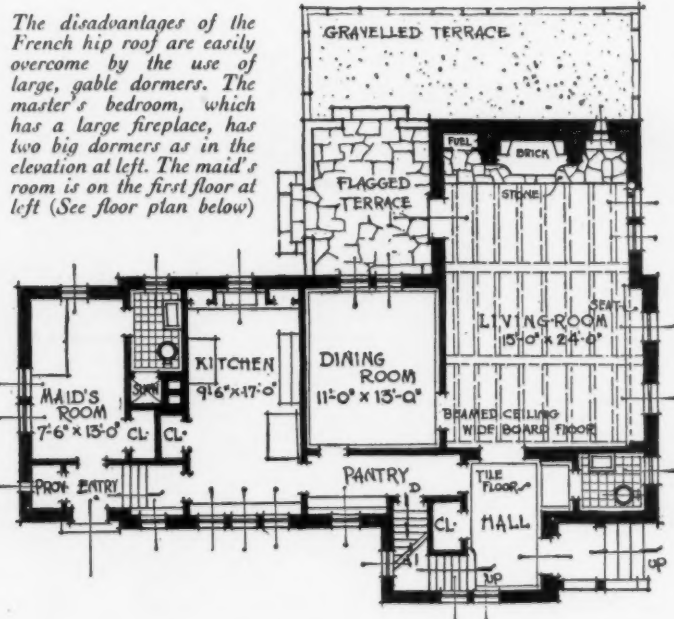 The disadvantages of the
French hip roof are easily
overcome by the use of
large, gable dormers. The
master's bedroom, which
has a large fireplace, has
two big dormers as in the
elevation at left. The maid's
room is on the first floor at
left (See floor plan below)
GRAVELLED TERRACE
FUEL
BRICK
STONE
FLAGGED
TERRACE
SEAT
LIVING-ROOM
15'-0" x 24'-0"
BEAMED CEILING
WIDE BOARD FLOOR
DINING
ROOM
11'-0" x 13'-0"
KITCHEN
9'-6" x 17'-0"
MAID'S
ROOM
7'-6" x 13'-0"
CL.
CL.
ENTRY
PANTRY
D
TILE
FLOOR
HALL
CL.
UP
UP